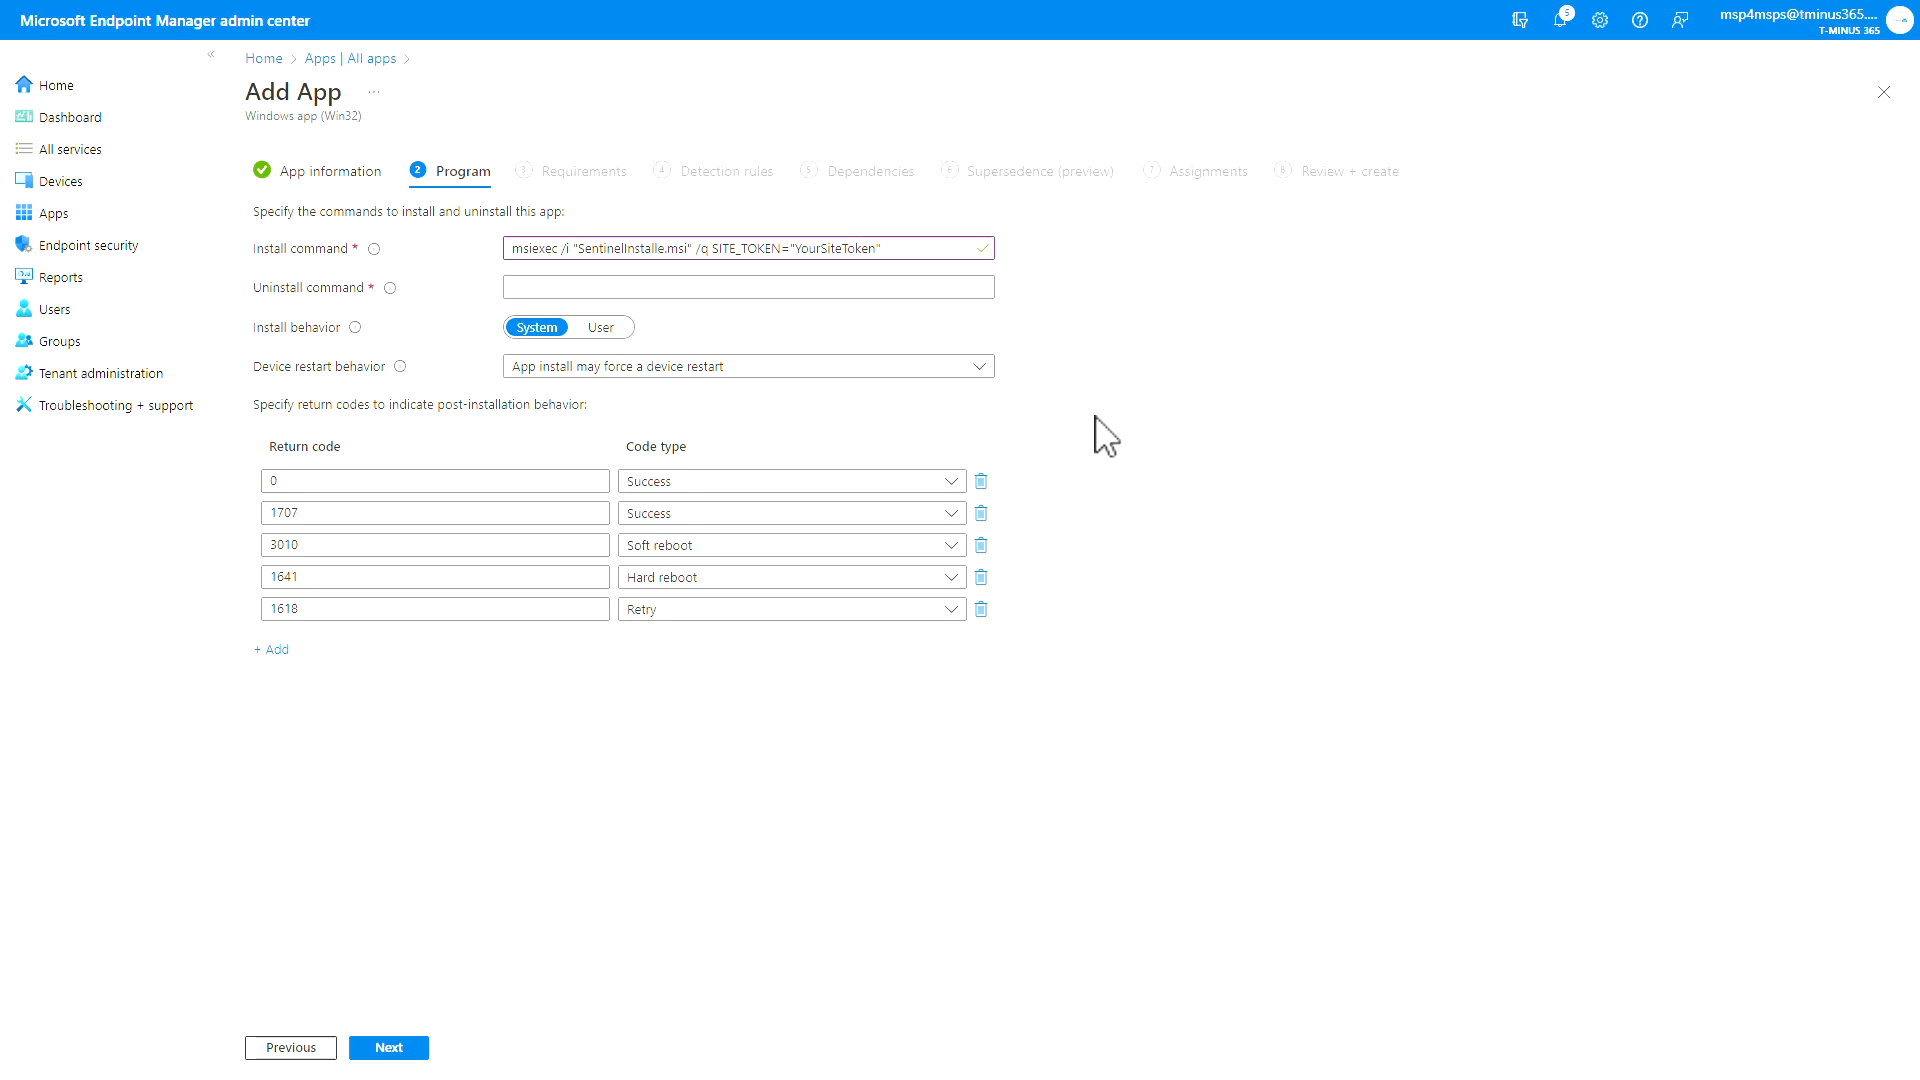 Microsoft Endpoint Manager admin center
5
msp4msps@tminus365....
T-MINUS 365
«
Home > Apps | All apps >
Home
Dashboard
All services
Devices
Apps
Endpoint security
Reports
Users
Groups
Tenant administration
Troubleshooting + support
Add App ...
Windows app (Win32)
App information
2 Program
3 Requirements
4 Detection rules
5 Dependencies
6 Supersedence (preview)
7 Assignments
8 Review + create
Specify the commands to install and uninstall this app:
Install command *
msiexec /i "SentinelInstalle.msi" /q SITE_TOKEN="YourSiteToken"
Uninstall command *
Install behavior
System User
Device restart behavior
App install may force a device restart
Specify return codes to indicate post-installation behavior:
Return code Code type
0 Success
1707 Success
3010 Soft reboot
1641 Hard reboot
1618 Retry
+ Add
Previous Next